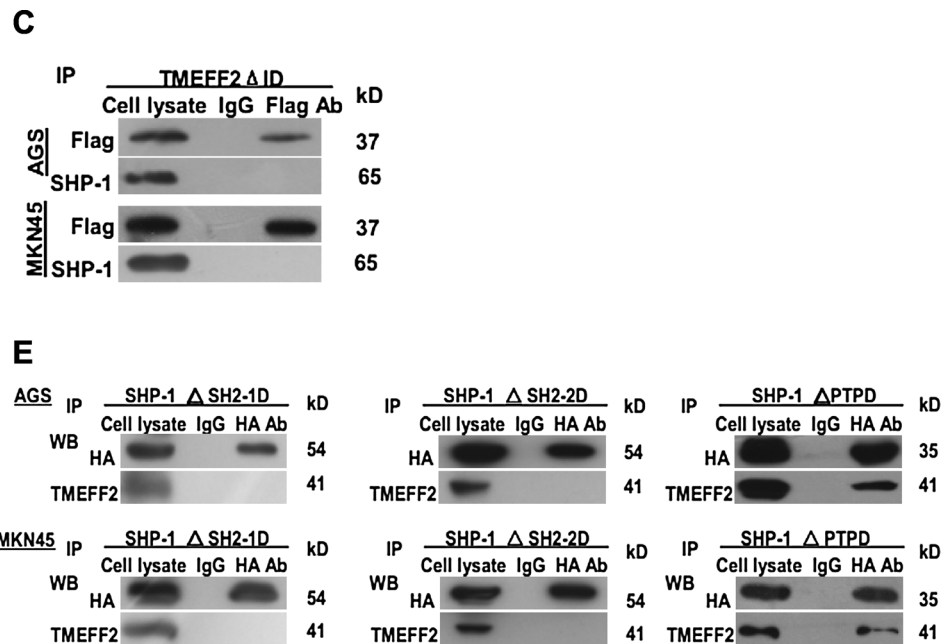 C
IP TMEFF2 Δ ID kD
Cell lysate IgG Flag Ab
AGS
Flag 37
SHP-1 65
MKN45
Flag 37
SHP-1 65
E
AGS IP SHP-1 Δ SH2-1D kD
Cell lysate IgG HA Ab
WB
HA 54
TMEFF2 41
IP SHP-1 Δ SH2-2D kD
Cell lysate IgG HA Ab
HA 54
TMEFF2 41
IP SHP-1 ΔPTPD kD
Cell lysate IgG HA Ab
HA 35
TMEFF2 41
MKN45 IP SHP-1 Δ SH2-1D kD
Cell lysate IgG HA Ab
WB
HA 54
TMEFF2 41
IP SHP-1 Δ SH2-2D kD
Cell lysate IgG HA Ab
WB
HA 54
TMEFF2 41
IP SHP-1 Δ PTPD kD
Cell lysate IgG HA Ab
WB
HA 35
TMEFF2 41